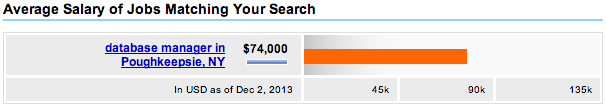 Average Salary of Jobs Matching Your Search
database manager in $74,000
Poughkeepsie, NY
In USD as of Dec 2, 2013 45k 90k 135k